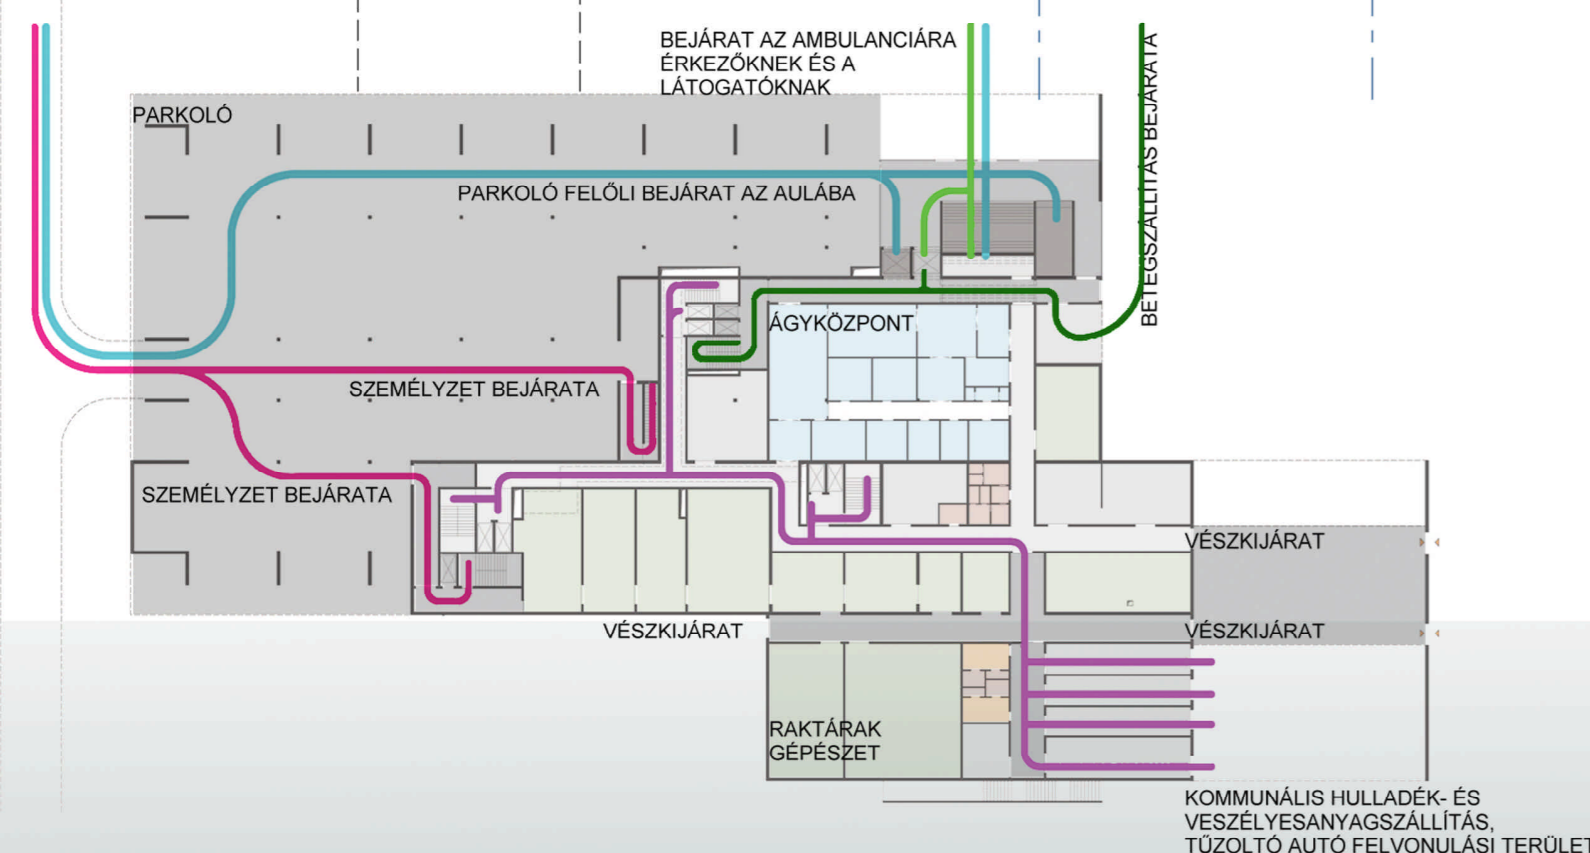 BEJÁRAT AZ AMBULANCIÁRA
ÉRKEZŐKNEK ÉS A
LÁTOGATÓKNAK
BETEGSZÁLLÍTÁS BEJÁRATA
PARKOLÓ
PARKOLÓ FELŐLI BEJÁRAT AZ AULÁBA
ÁGYKÖZPONT
SZEMÉLYZET BEJÁRATA
SZEMÉLYZET BEJÁRATA
VÉSZKIJÁRAT
VÉSZKIJÁRAT
VÉSZKIJÁRAT
RAKTÁRAK
GÉPÉSZET
KOMMUNÁLIS HULLADÉK- ÉS
VESZÉLYESANYAGSZÁLLÍTÁS,
TŰZOLTÓ AUTÓ FELVONULÁSI TERÜLET